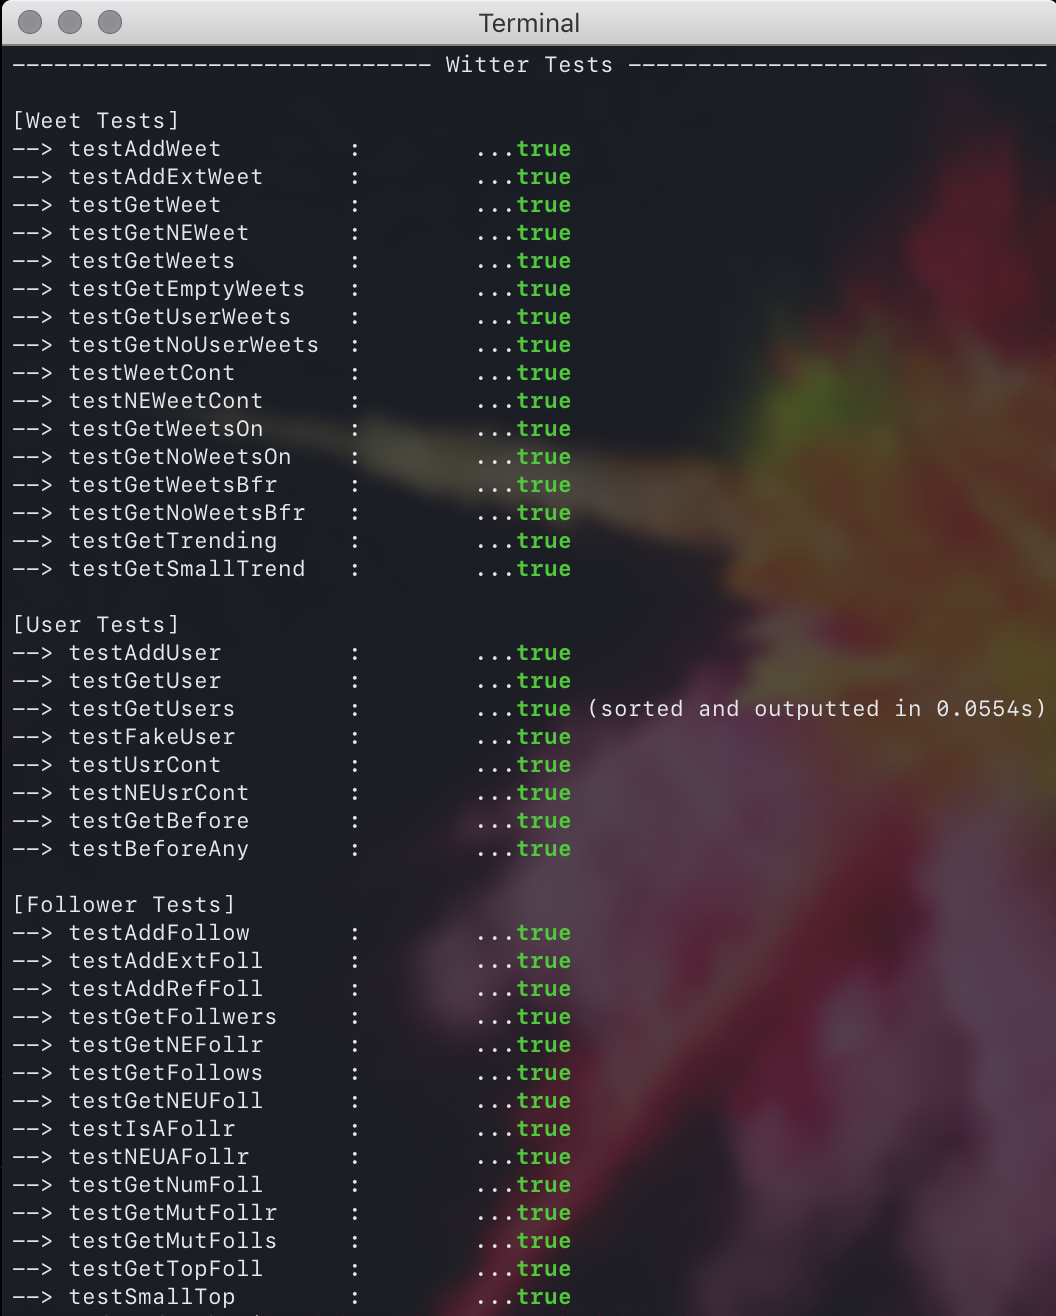 Terminal
------------------------------ Witter Tests ------------------------------
[Weet Tests]
--> testAddWeet : ...true
--> testAddExtWeet : ...true
--> testGetWeet : ...true
--> testGetNEWeet : ...true
--> testGetWeets : ...true
--> testGetEmptyWeets : ...true
--> testGetUserWeets : ...true
--> testGetNoUserWeets : ...true
--> testWeetCont : ...true
--> testNEWeetCont : ...true
--> testGetWeetsOn : ...true
--> testGetNoWeetsOn : ...true
--> testGetWeetsBfr : ...true
--> testGetNoWeetsBfr : ...true
--> testGetTrending : ...true
--> testGetSmallTrend : ...true
[User Tests]
--> testAddUser : ...true
--> testGetUser : ...true
--> testGetUsers : ...true (sorted and outputted in 0.0554s)
--> testFakeUser : ...true
--> testUsrCont : ...true
--> testNEUsrCont : ...true
--> testGetBefore : ...true
--> testBeforeAny : ...true
[Follower Tests]
--> testAddFollow : ...true
--> testAddExtFoll : ...true
--> testAddRefFoll : ...true
--> testGetFollwers : ...true
--> testGetNEFollr : ...true
--> testGetFollows : ...true
--> testGetNEUFoll : ...true
--> testIsAFollr : ...true
--> testNEUAFollr : ...true
--> testGetNumFoll : ...true
--> testGetMutFollr : ...true
--> testGetMutFolls : ...true
--> testGetTopFoll : ...true
--> testSmallTop : ...true